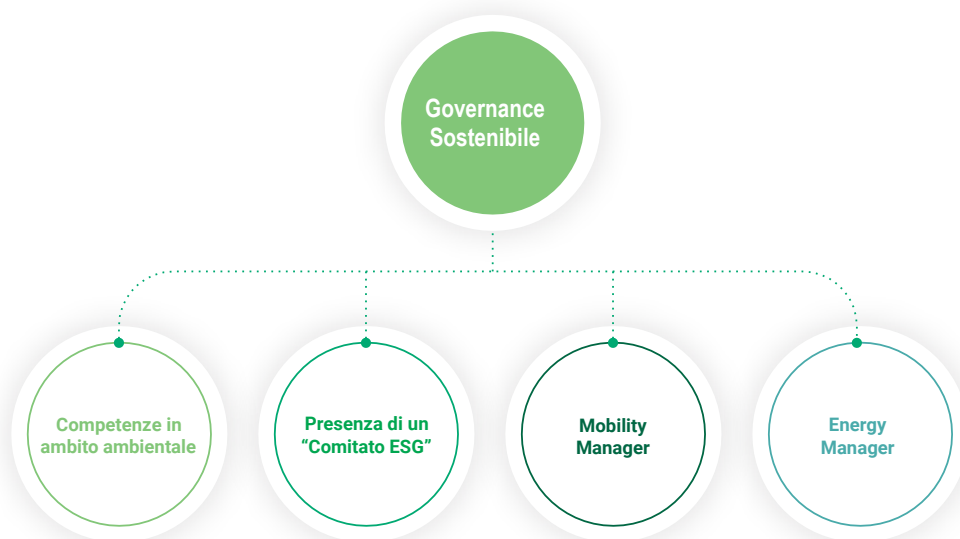 Governance
Sostenibile
Competenze in
ambito ambientale
Presenza di un
“Comitato ESG”
Mobility
Manager
Energy
Manager